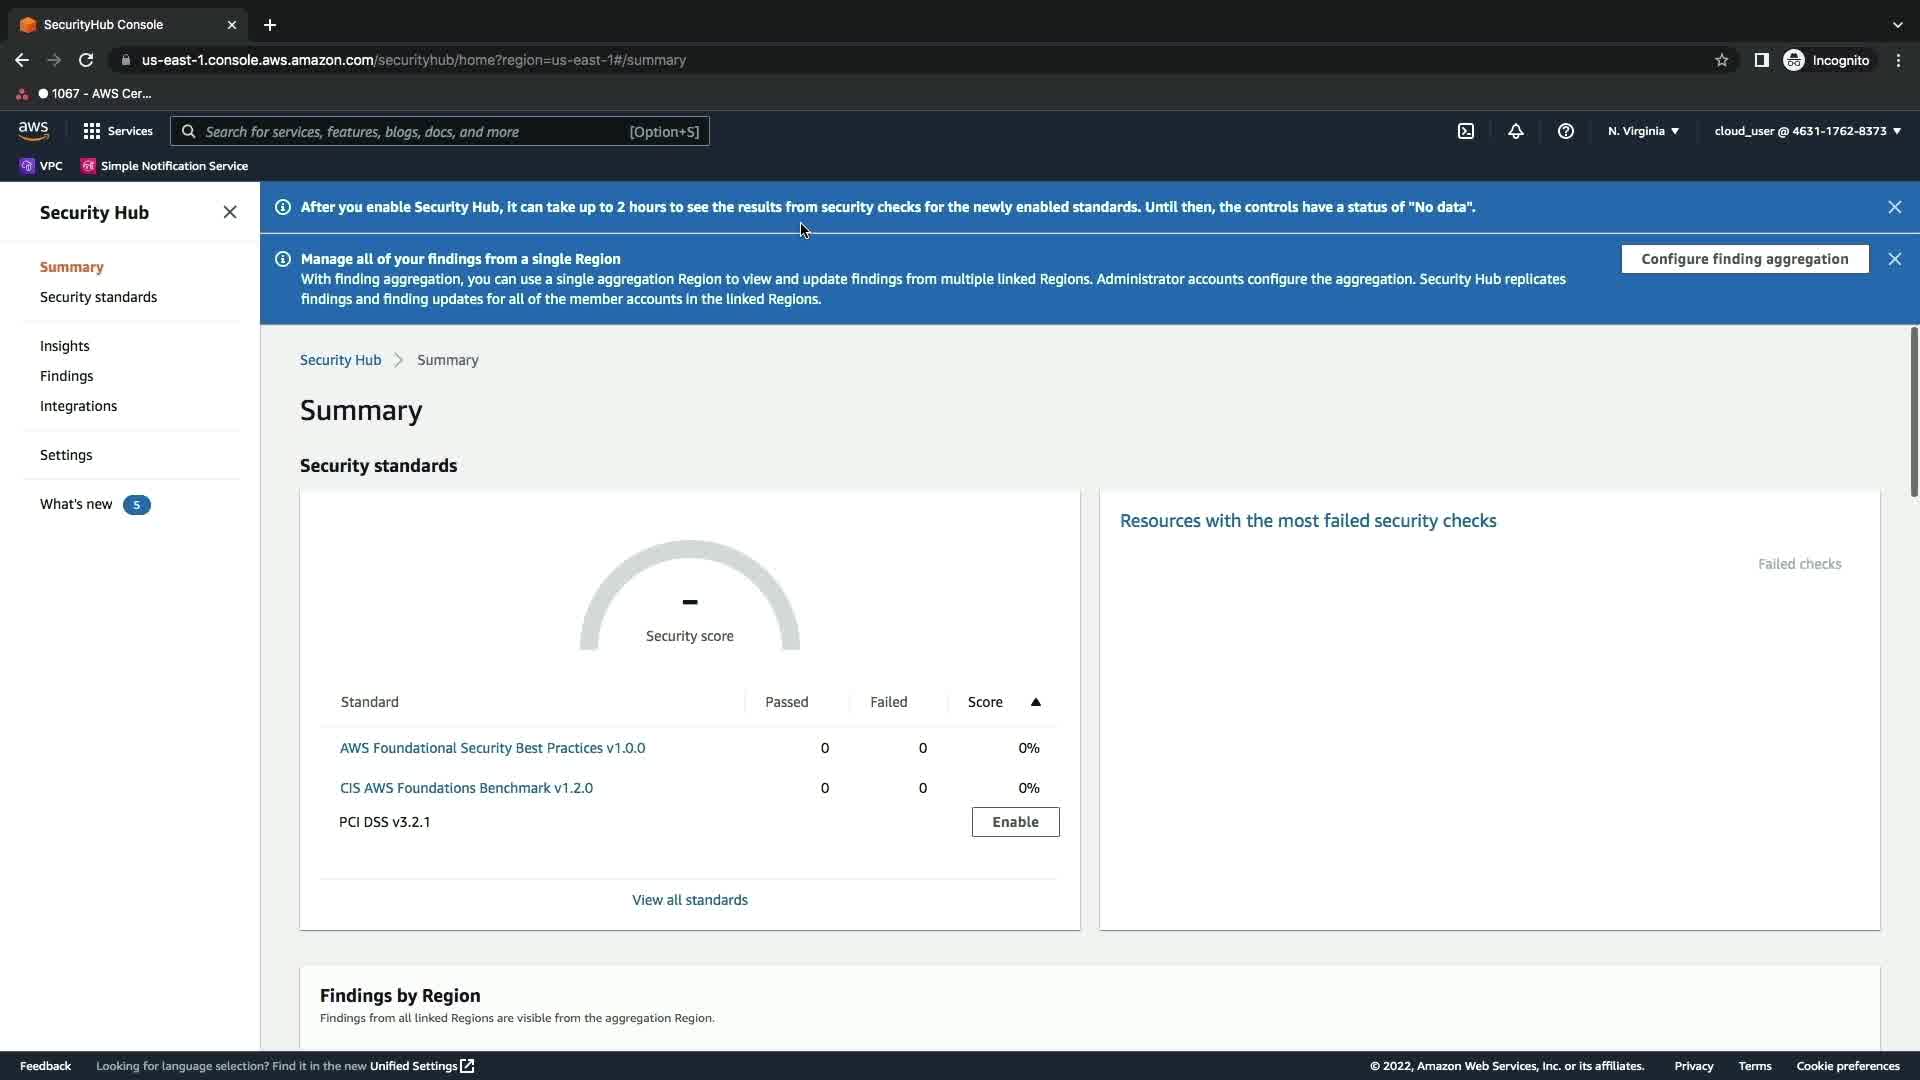 SecurityHub Console
us-east-1.console.aws.amazon.com/securityhub/home?region=us-east-1#/summary
Incognito
1067 - AWS Cer...
aws
Services
Search for services, features, blogs, docs, and more
[Option+S]
N. Virginia
cloud_user @ 4631-1762-8373
VPC
Simple Notification Service
Security Hub
Summary
Security standards
Insights
Findings
Integrations
Settings
What's new
5
After you enable Security Hub, it can take up to 2 hours to see the results from security checks for the newly enabled standards. Until then, the controls have a status of "No data".
Manage all of your findings from a single Region
With finding aggregation, you can use a single aggregation Region to view and update findings from multiple linked Regions. Administrator accounts configure the aggregation. Security Hub replicates
findings and finding updates for all of the member accounts in the linked Regions.
Configure finding aggregation
Security Hub
Summary
Summary
Security standards
–
Security score
Standard Passed Failed Score
AWS Foundational Security Best Practices v1.0.0 0 0 0%
CIS AWS Foundations Benchmark v1.2.0 0 0 0%
PCI DSS v3.2.1 Enable
View all standards
Resources with the most failed security checks
Failed checks
Findings by Region
Findings from all linked Regions are visible from the aggregation Region.
Feedback
Looking for language selection? Find it in the new Unified Settings
© 2022, Amazon Web Services, Inc. or its affiliates.
Privacy
Terms
Cookie preferences